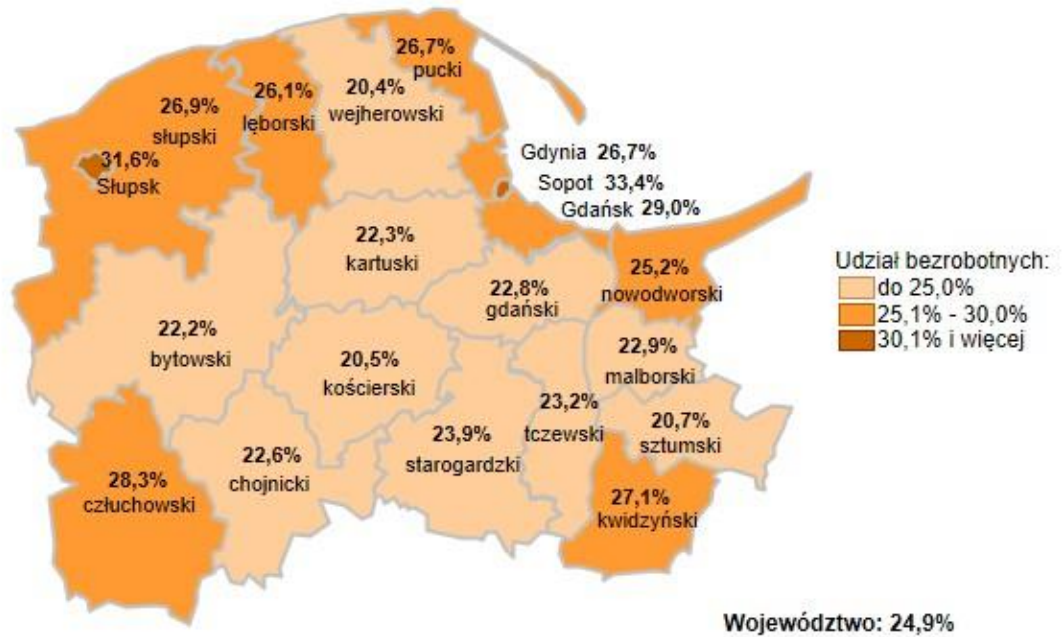 26,7%
pucki
20,4%
wejherowski
26,1%
lęborski
26,9%
słupski
31,6%
Słupsk
Gdynia 26,7%
Sopot 33,4%
Gdańsk 29,0%
22,3%
kartuski
22,8%
gdański
25,2%
nowodworski
22,2%
bytowski
20,5%
kościerski
22,9%
malborski
23,2%
tczewski
20,7%
sztumski
23,9%
starogardzki
22,6%
chojnicki
28,3%
człuchowski
27,1%
kwidzyński
Udział bezrobotnych:
do 25,0%
25,1% - 30,0%
30,1% i więcej
Województwo: 24,9%